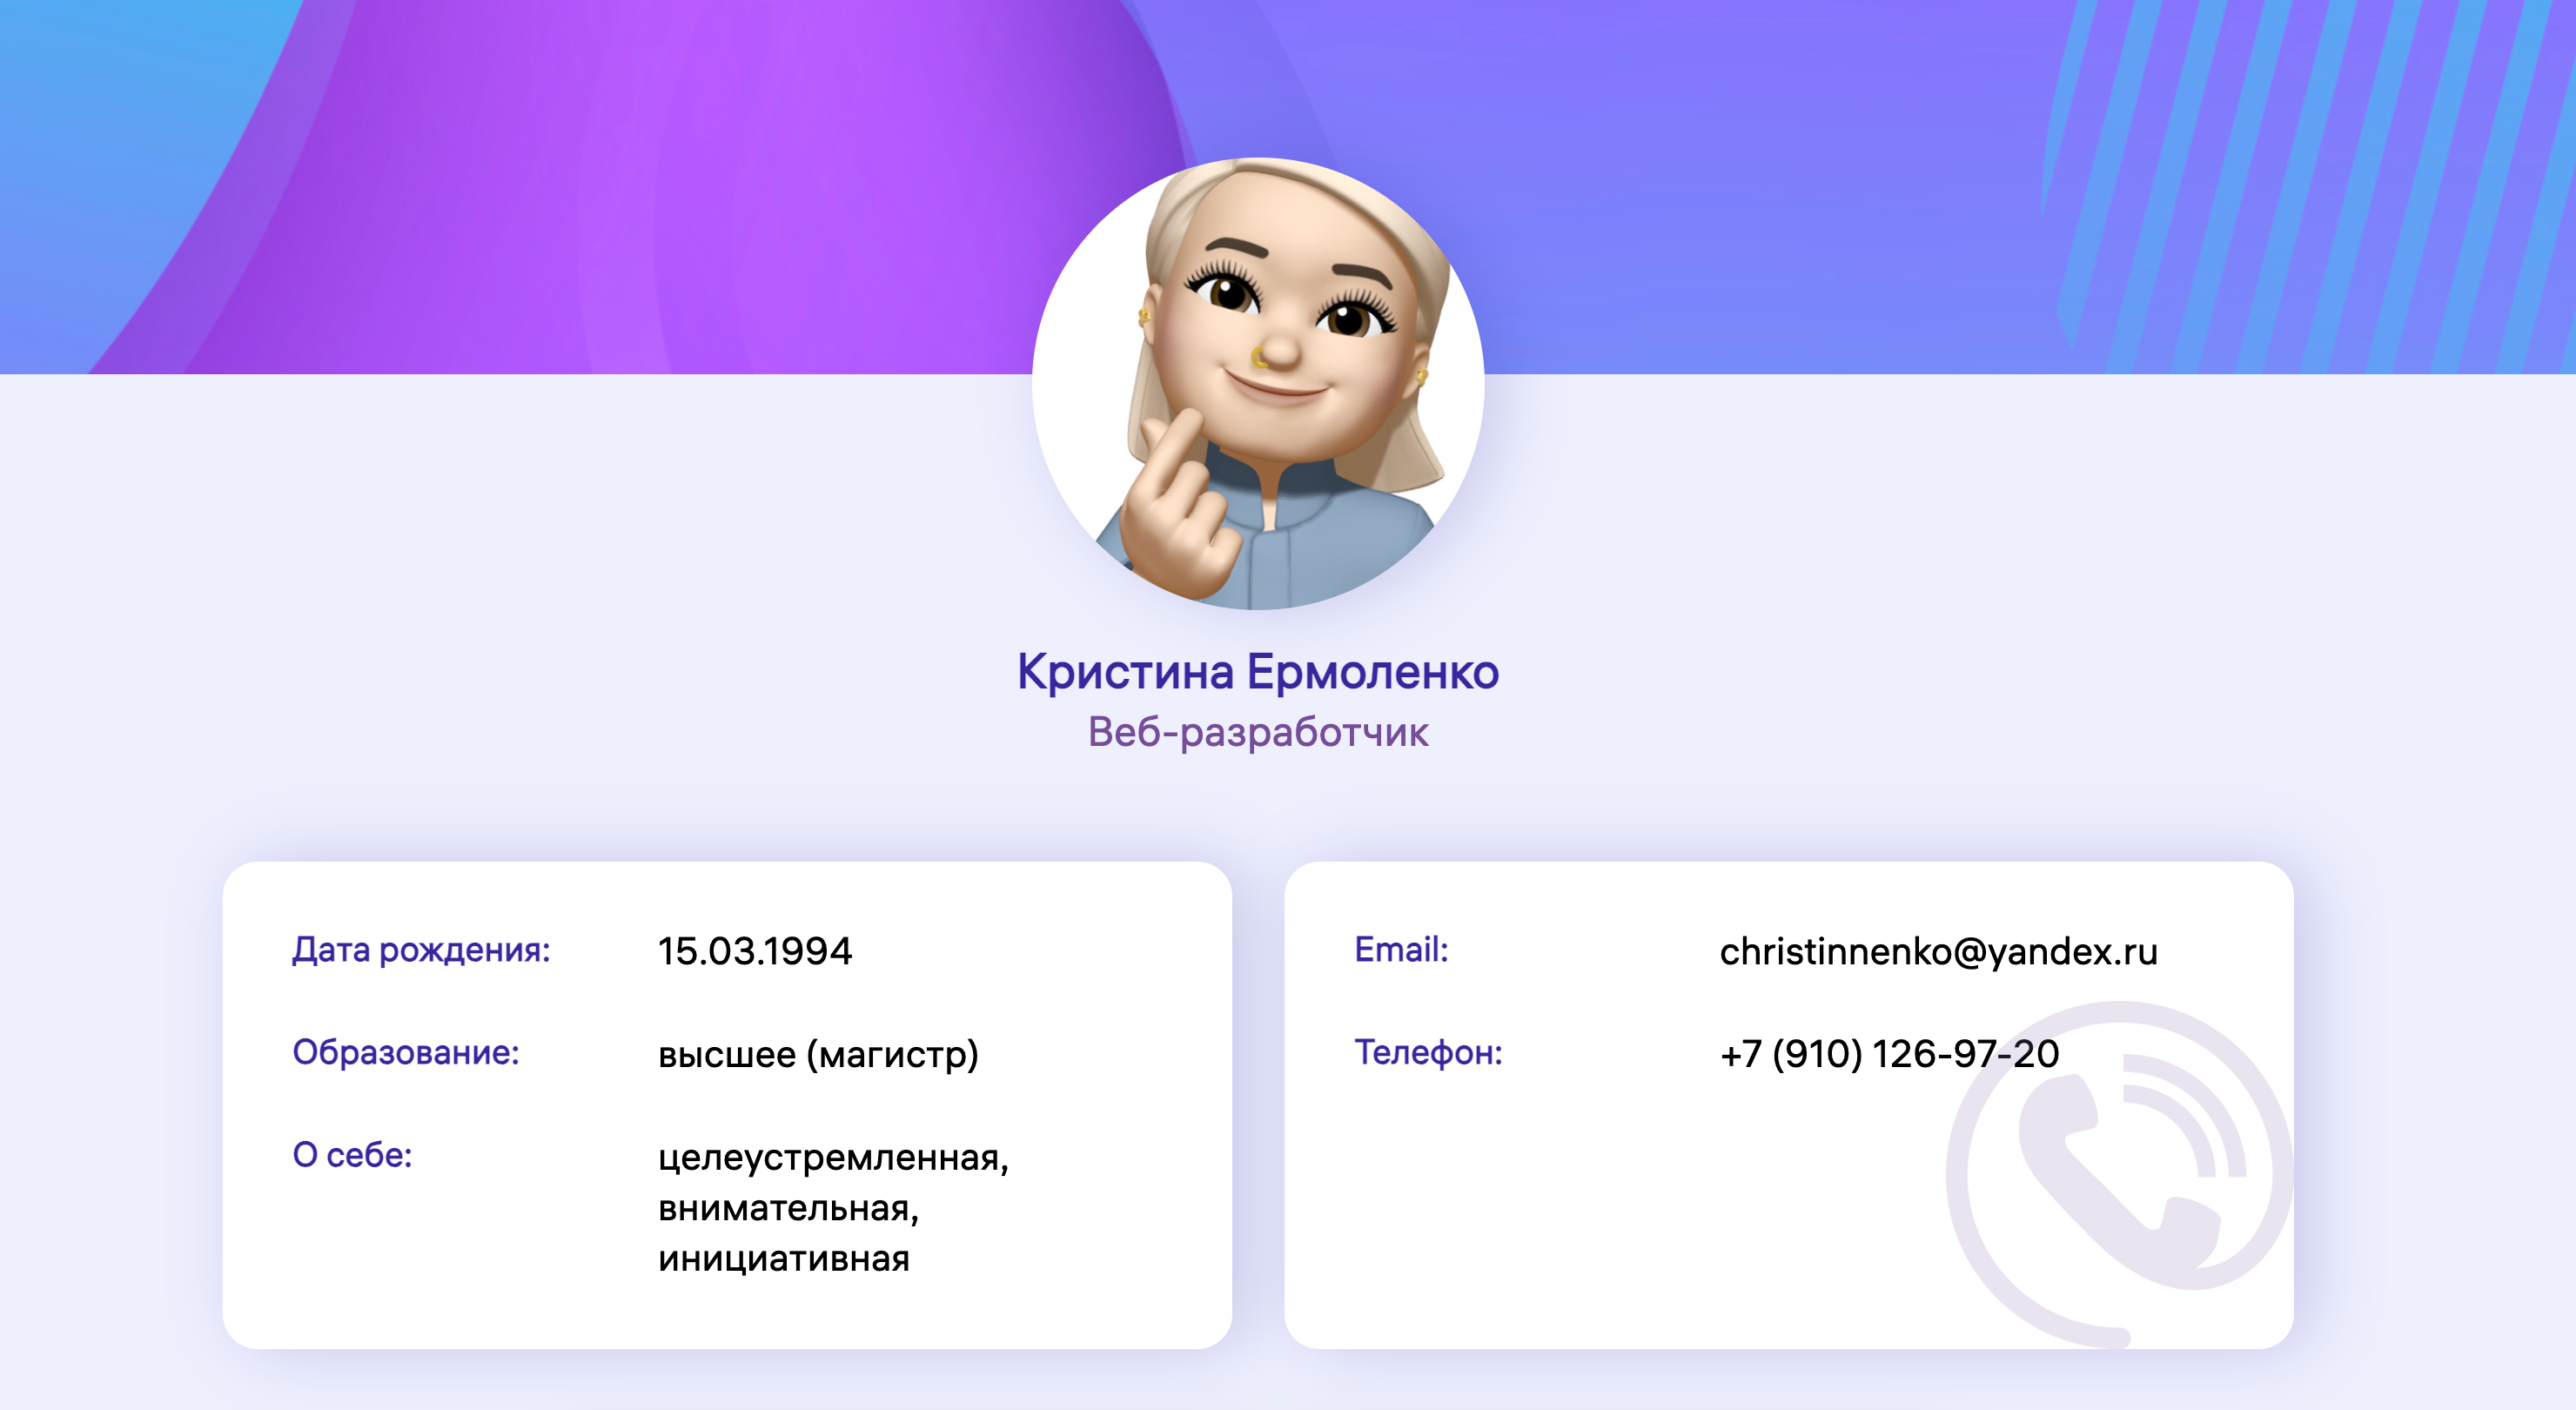 Кристина Ермоленко
Веб-разработчик
Дата рождения: 15.03.1994
Образование: высшее (магистр)
О себе: целеустремленная,
внимательная,
инициативная
Email: christinnenko@yandex.ru
Телефон: +7 (910) 126-97-20